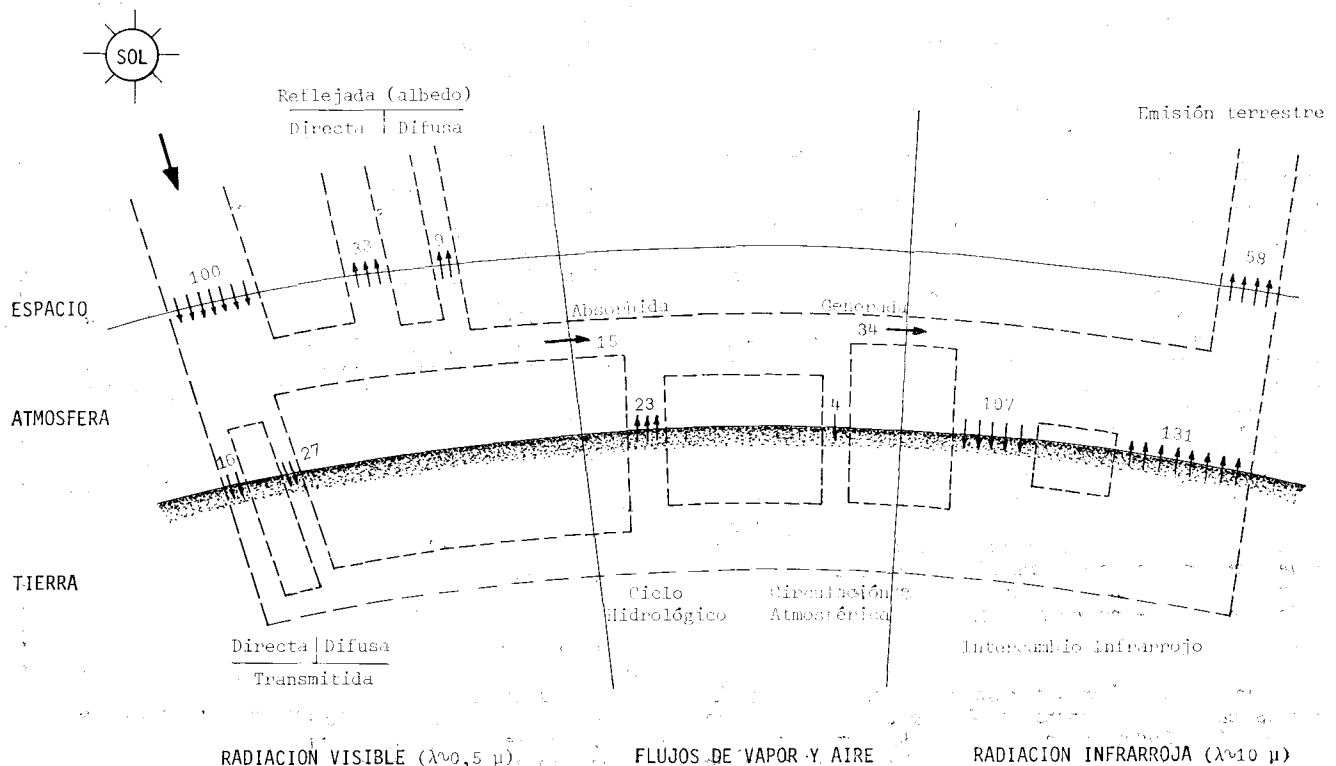 SOL
Reflejada (albedo)
Directa Difusa
Emisión terrestre
100
33
9
58
ESPACIO
Absorbida
Generada
15
34
ATMOSFERA
23
4
107
131
16
27
TIERRA
Ciclo
Hidrológico
Circulación
Atmosférica
Directa Difusa
Transmitida
Intercambio infrarrojo
RADIACION VISIBLE (λ~0,5 μ)
FLUJOS DE VAPOR Y AIRE
RADIACION INFRARROJA (λ~10 μ)